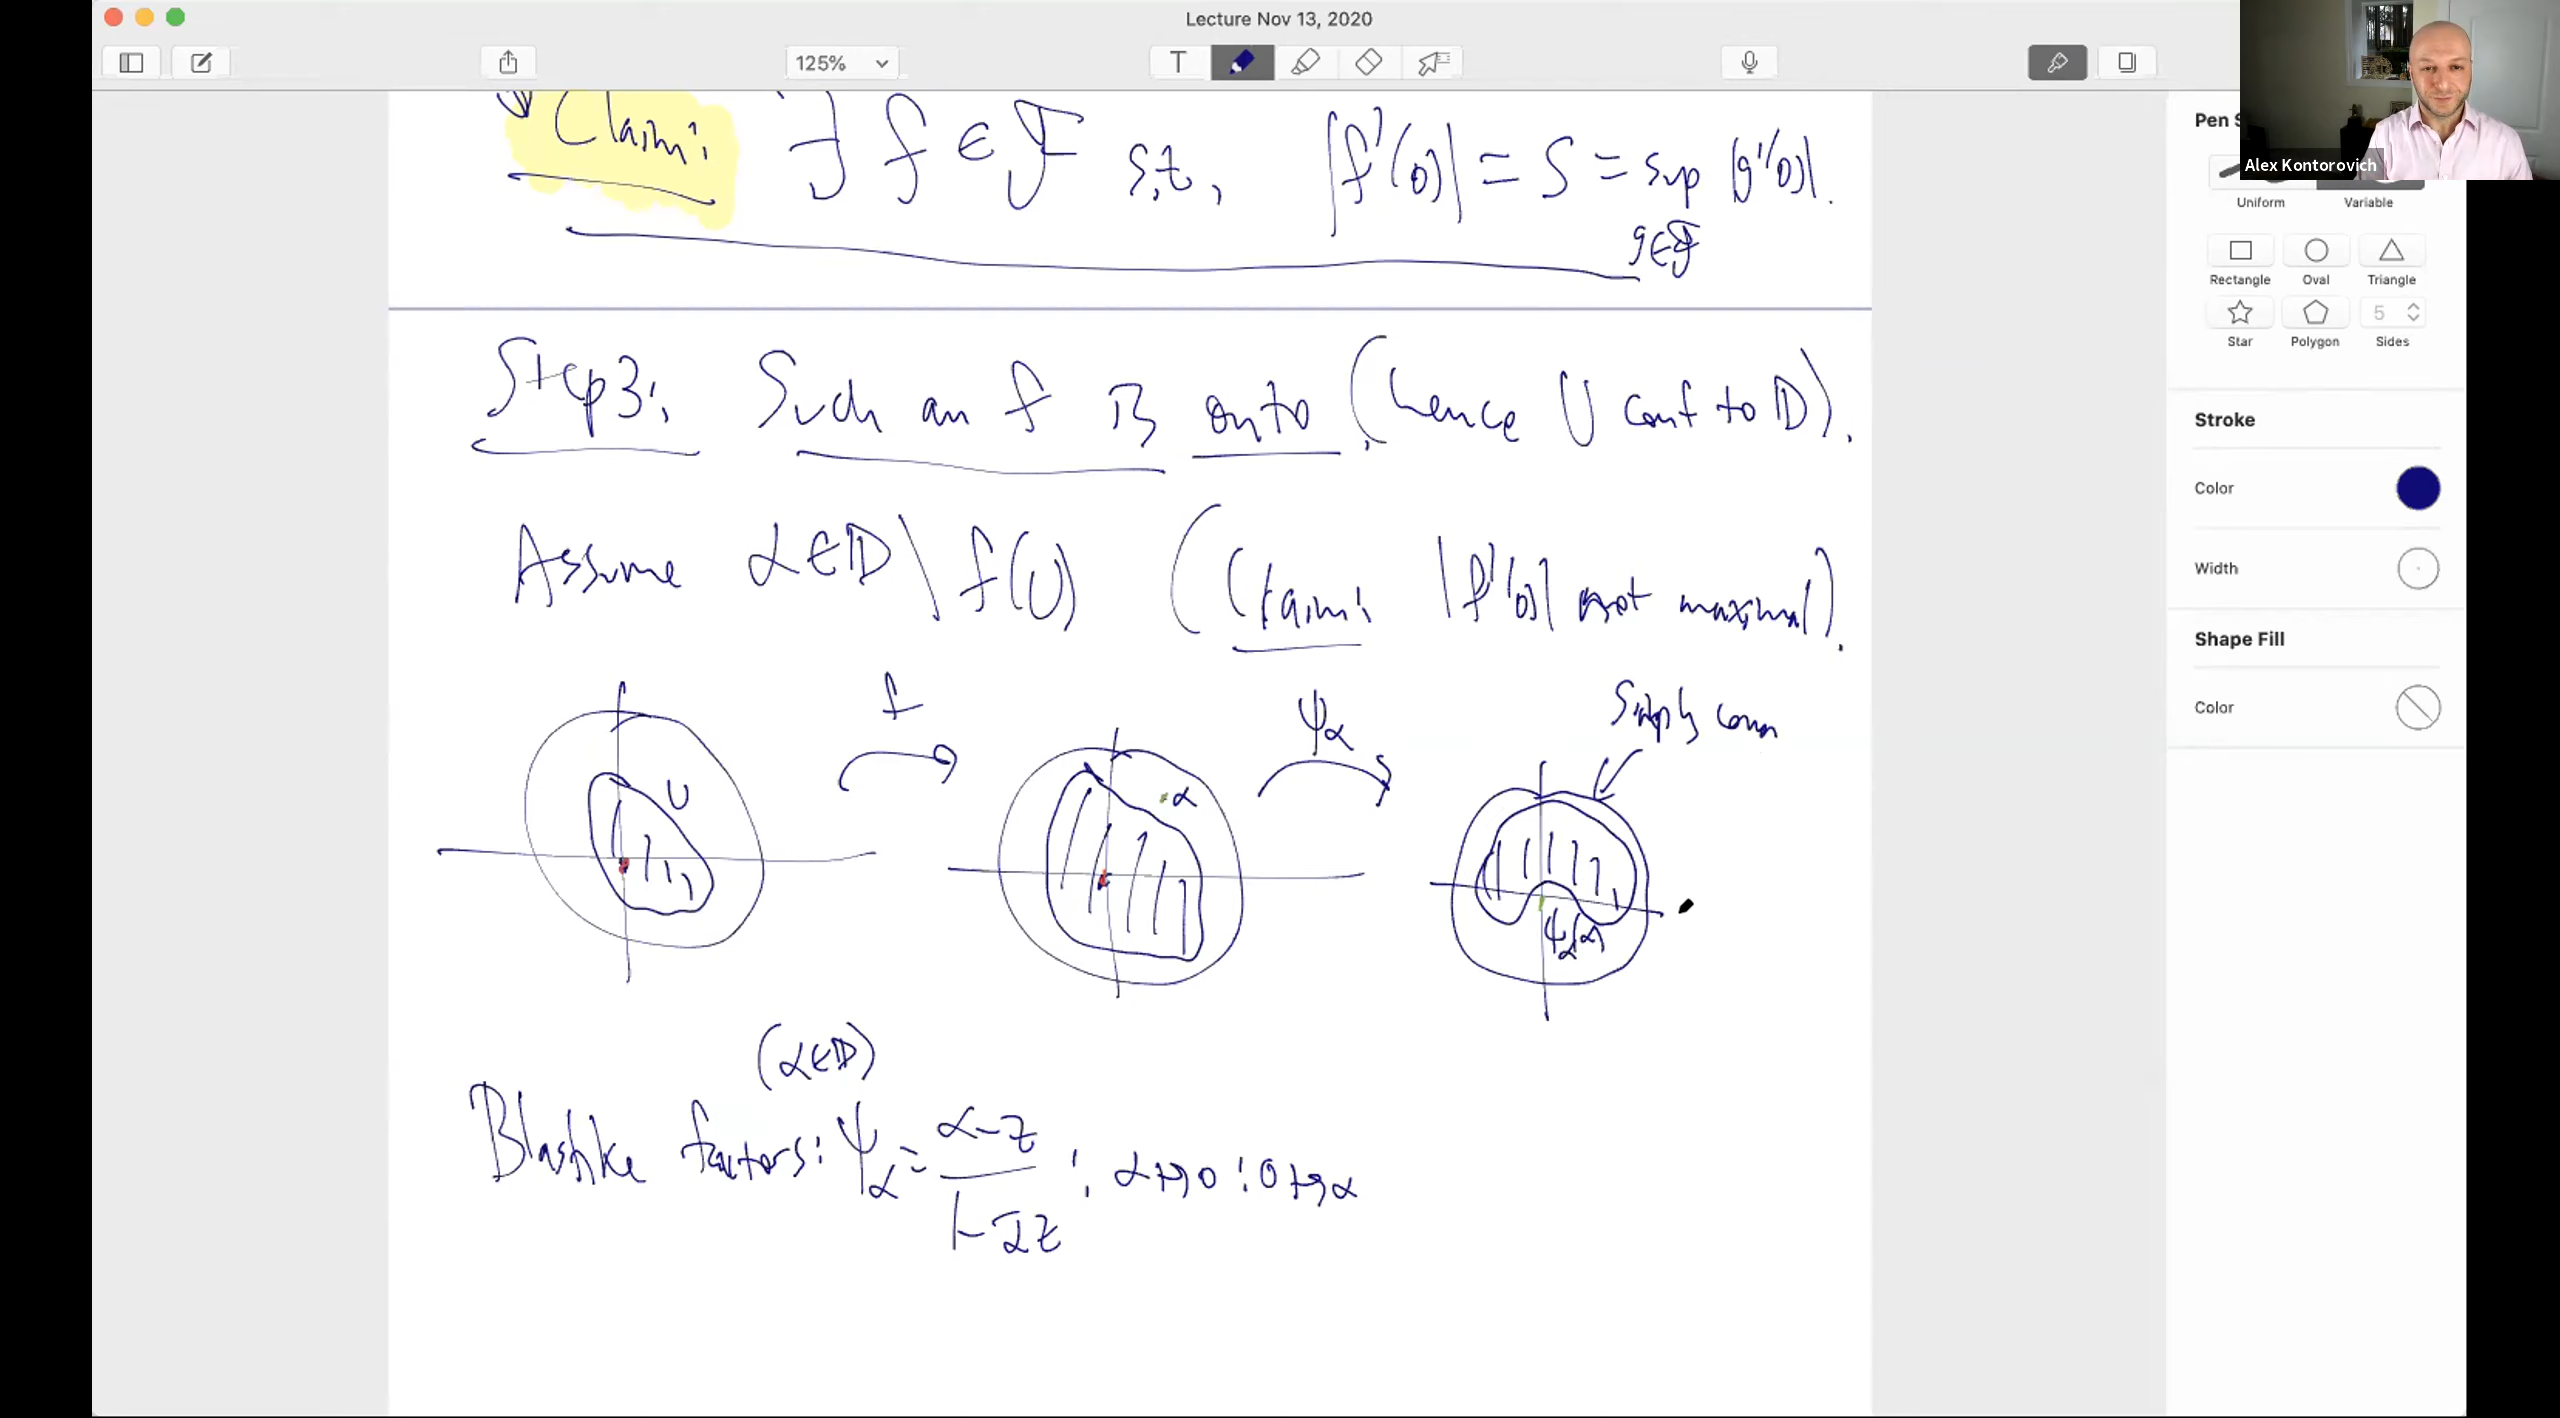 Lecture Nov 13, 2020
125%
T
Alex Kontorovich
Pen S
Uniform Variable
Rectangle Oval Triangle
5
Star Polygon Sides
Stroke
Color
Width
Shape Fill
Color
Claim: ∃ f ∈ ℱ s.t. |f'(0)| = S = sup |g'(0)|.
g∈ℱ
Step 3: Such an f is onto. (hence U conf to 𝔻).
Assume α∈𝔻 \ f(U) (Claim: |f'(0)| not maximal).
f ψα Simply conn
U α
ψα(α)
(α∈𝔻)
Blashke factors: ψα = α-z / 1-ᾱz : α↦0 ; 0↦α